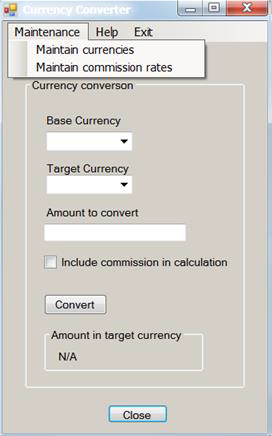 Currency Converter
Maintenance Help Exit
Maintain currencies
Maintain commission rates
Currency converson
Base Currency
Target Currency
Amount to convert
Include commission in calculation
Convert
Amount in target currency
N/A
Close